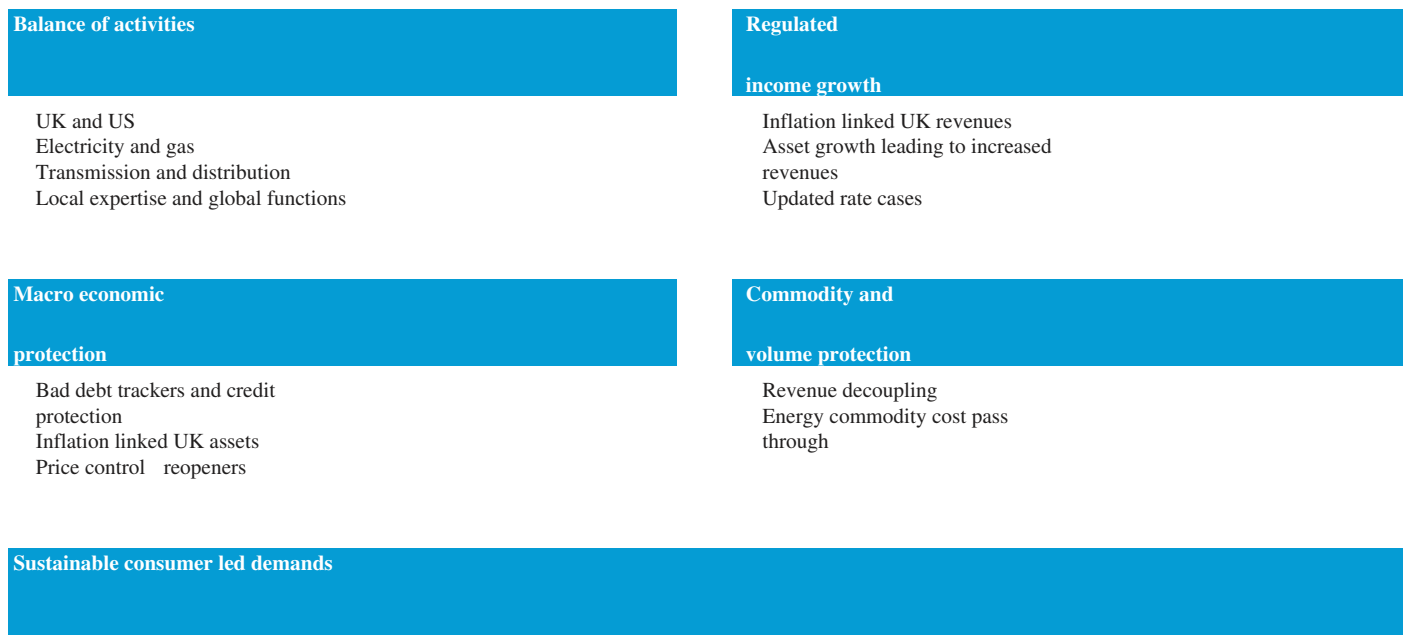 Balance of activities
UK and US
Electricity and gas
Transmission and distribution
Local expertise and global functions
Regulated
income growth
Inflation linked UK revenues
Asset growth leading to increased
revenues
Updated rate cases
Macro economic
protection
Bad debt trackers and credit
protection
Inflation linked UK assets
Price control reopeners
Commodity and
volume protection
Revenue decoupling
Energy commodity cost pass
through
Sustainable consumer led demands